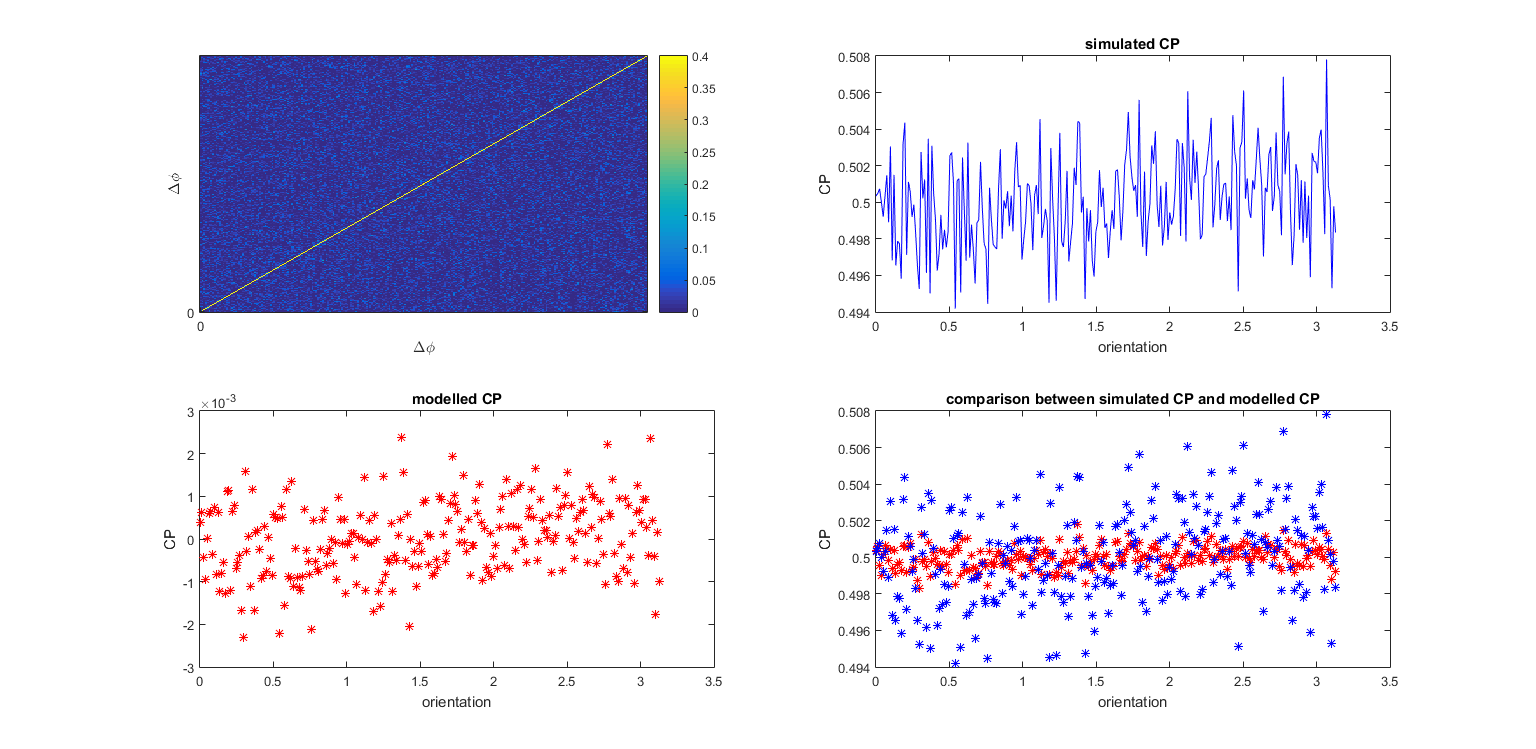 Δϕ
0
0
Δϕ
0.4
0.35
0.3
0.25
0.2
0.15
0.1
0.05
0
simulated CP
CP
0.508
0.506
0.504
0.502
0.5
0.498
0.496
0.494
0 0.5 1 1.5 2 2.5 3 3.5
orientation
modelled CP
×10-3
CP
3
2
1
0
-1
-2
-3
0 0.5 1 1.5 2 2.5 3 3.5
orientation
comparison between simulated CP and modelled CP
CP
0.508
0.506
0.504
0.502
0.5
0.498
0.496
0.494
0 0.5 1 1.5 2 2.5 3 3.5
orientation